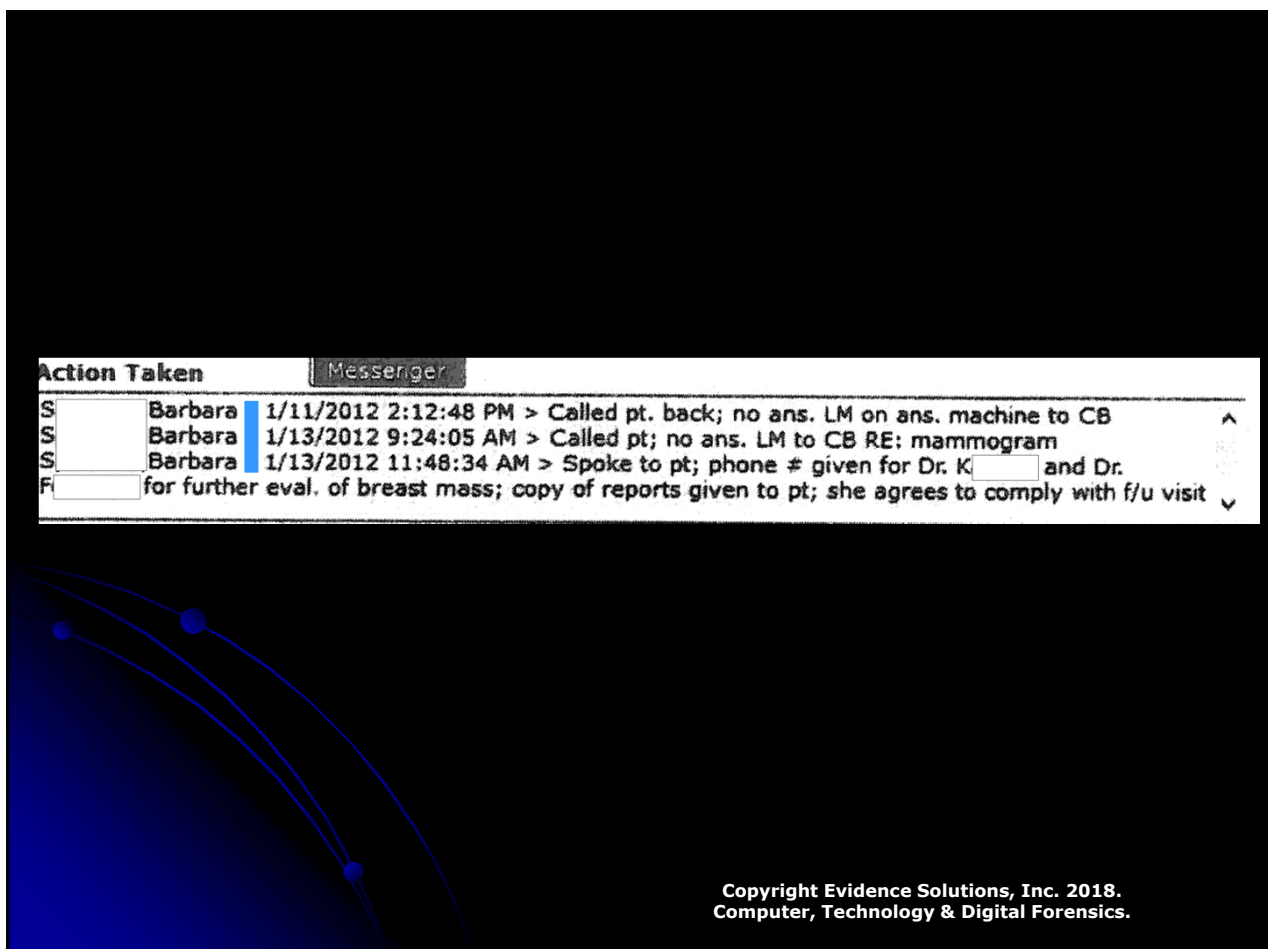 Action Taken Messenger
S Barbara 1/11/2012 2:12:48 PM > Called pt. back; no ans. LM on ans. machine to CB
S Barbara 1/13/2012 9:24:05 AM > Called pt; no ans. LM to CB RE: mammogram
S Barbara 1/13/2012 11:48:34 AM > Spoke to pt; phone # given for Dr. K and Dr.
F for further eval. of breast mass; copy of reports given to pt; she agrees to comply with f/u visit
Copyright Evidence Solutions, Inc. 2018.
Computer, Technology & Digital Forensics.